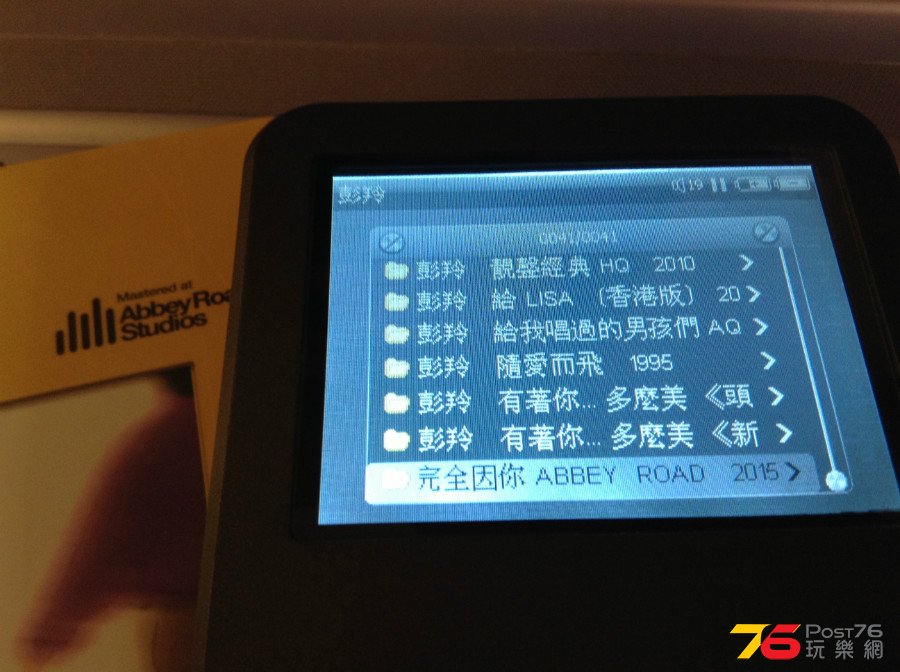 Mastered at
Abbey Roa
Studios
彭羚
19
0041/0041
彭羚 靚聲經典 HQ 2010
彭羚 給 LISA (香港版) 20
彭羚 給我唱過的男孩們 AQ
彭羚 隨愛而飛 1995
彭羚 有著你... 多麼美 《頭
彭羚 有著你... 多麼美 《新
完全因你 ABBEY ROAD 2015
76 Post76
玩樂網